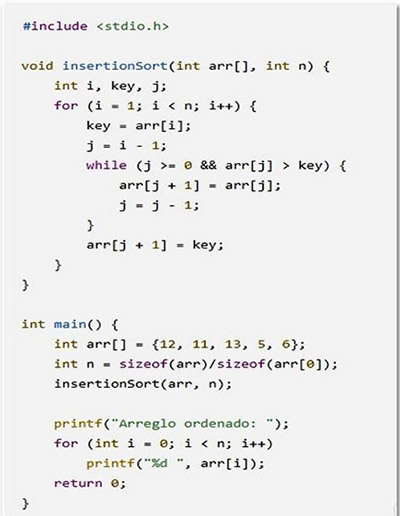 #include <stdio.h>
void insertionSort(int arr[], int n) {
int i, key, j;
for (i = 1; i < n; i++) {
key = arr[i];
j = i - 1;
while (j >= 0 && arr[j] > key) {
arr[j + 1] = arr[j];
j = j - 1;
}
arr[j + 1] = key;
}
}
int main() {
int arr[] = {12, 11, 13, 5, 6};
int n = sizeof(arr)/sizeof(arr[0]);
insertionSort(arr, n);
printf("Arreglo ordenado: ");
for (int i = 0; i < n; i++)
printf("%d ", arr[i]);
return 0;
}